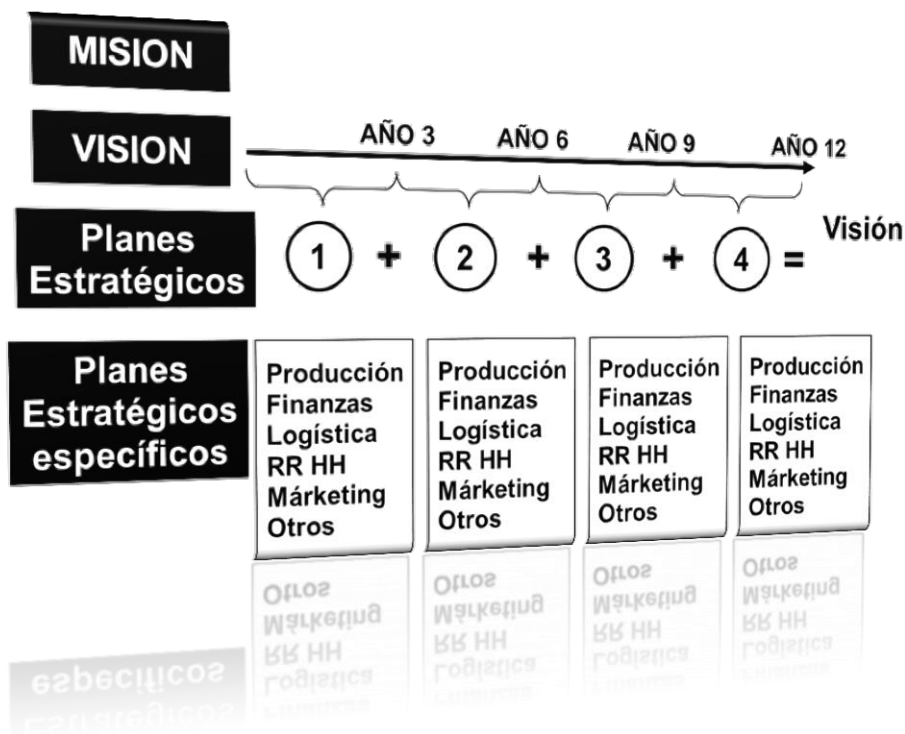 MISION
VISION
AÑO 3 AÑO 6 AÑO 9 AÑO 12
Planes
Estratégicos
1 + 2 + 3 + 4 = Visión
Planes
Estratégicos
específicos
Producción
Finanzas
Logística
RR HH
Márketing
Otros
Producción
Finanzas
Logística
RR HH
Márketing
Otros
Producción
Finanzas
Logística
RR HH
Márketing
Otros
Producción
Finanzas
Logística
RR HH
Márketing
Otros